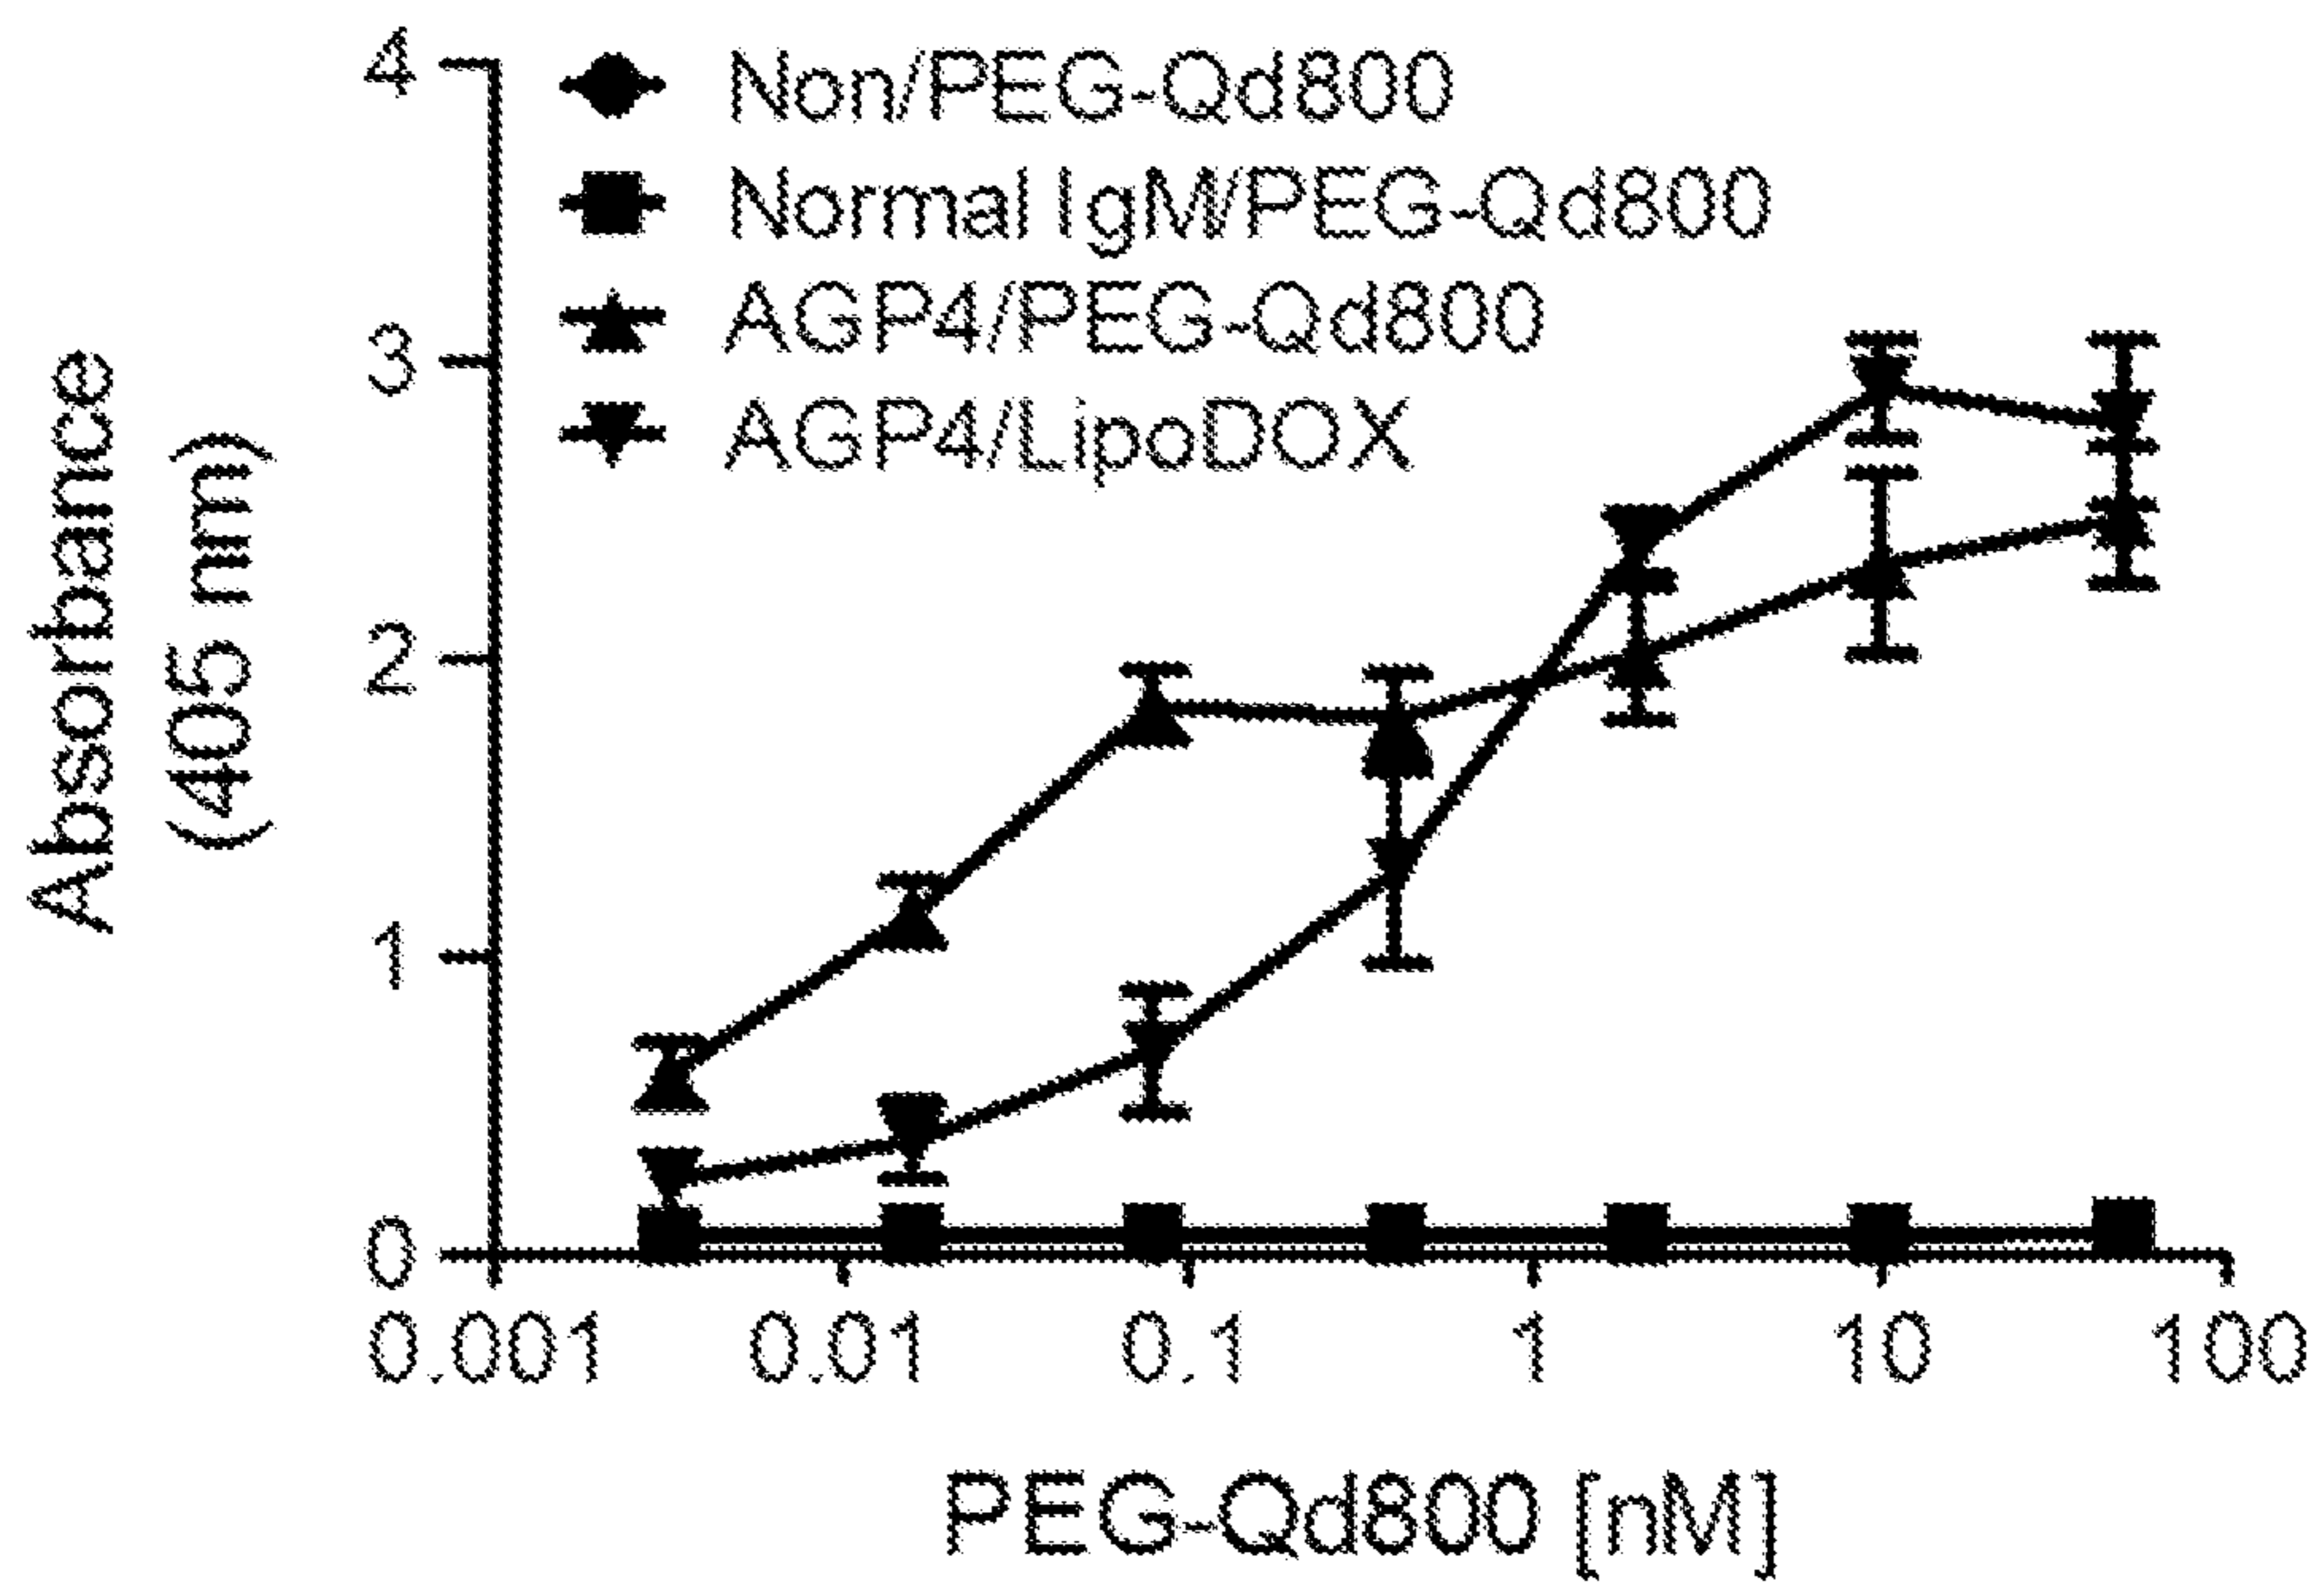 4
Non/PEG-Qd800
Normal IgM/PEG-Qd800
AGP4/PEG-Qd800
AGP4/LipoDOX
3
2
1
0
Absorbance
(405 nm)
0.001 0.01 0.1 1 10 100
PEG-Qd800 [nM]